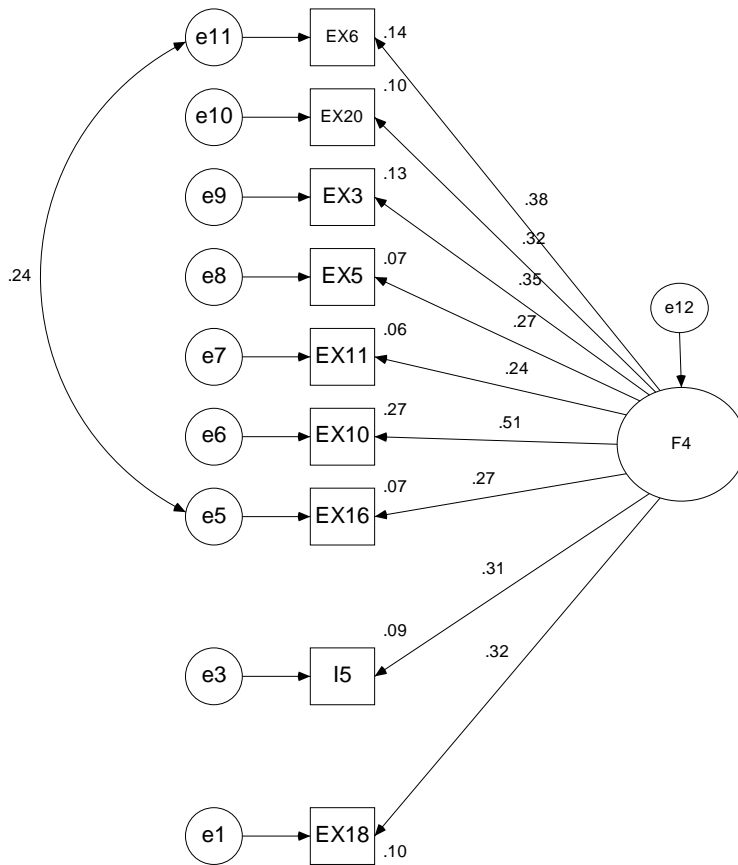 e11 EX6 .14
.10
e10 EX20
.13
e9 EX3 .38
.32
.07 .35
.24 e8 EX5
e12
.06 .27
e7 EX11 .24
.27 .51
e6 EX10 F4
.07 .27
e5 EX16
.31
.09
.32
e3 I5
e1 EX18
.10